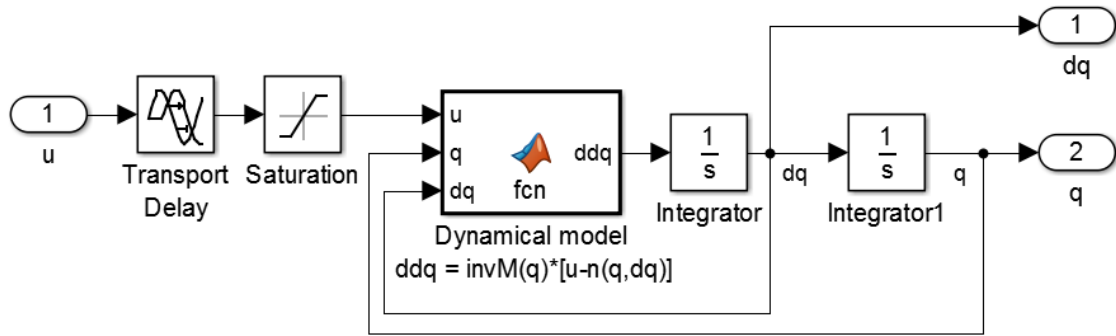 1
dq
1
u
Transport
Delay
Saturation
u
q
dq
fcn
ddq
Dynamical model
ddq = invM(q)*[u-n(q,dq)]
1
s
Integrator
dq
1
s
Integrator1
q
2
q